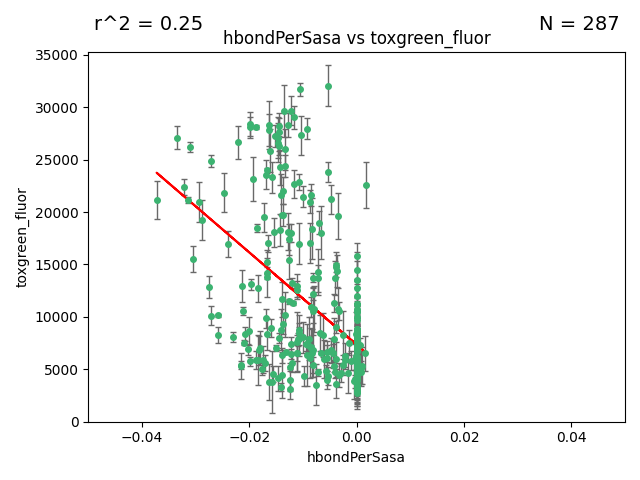 r^2 = 0.25
N = 287
hbondPerSasa vs toxgreen_fluor
35000
30000
25000
20000
15000
10000
5000
0
toxgreen_fluor
−0.04
−0.02
0.00
0.02
0.04
hbondPerSasa